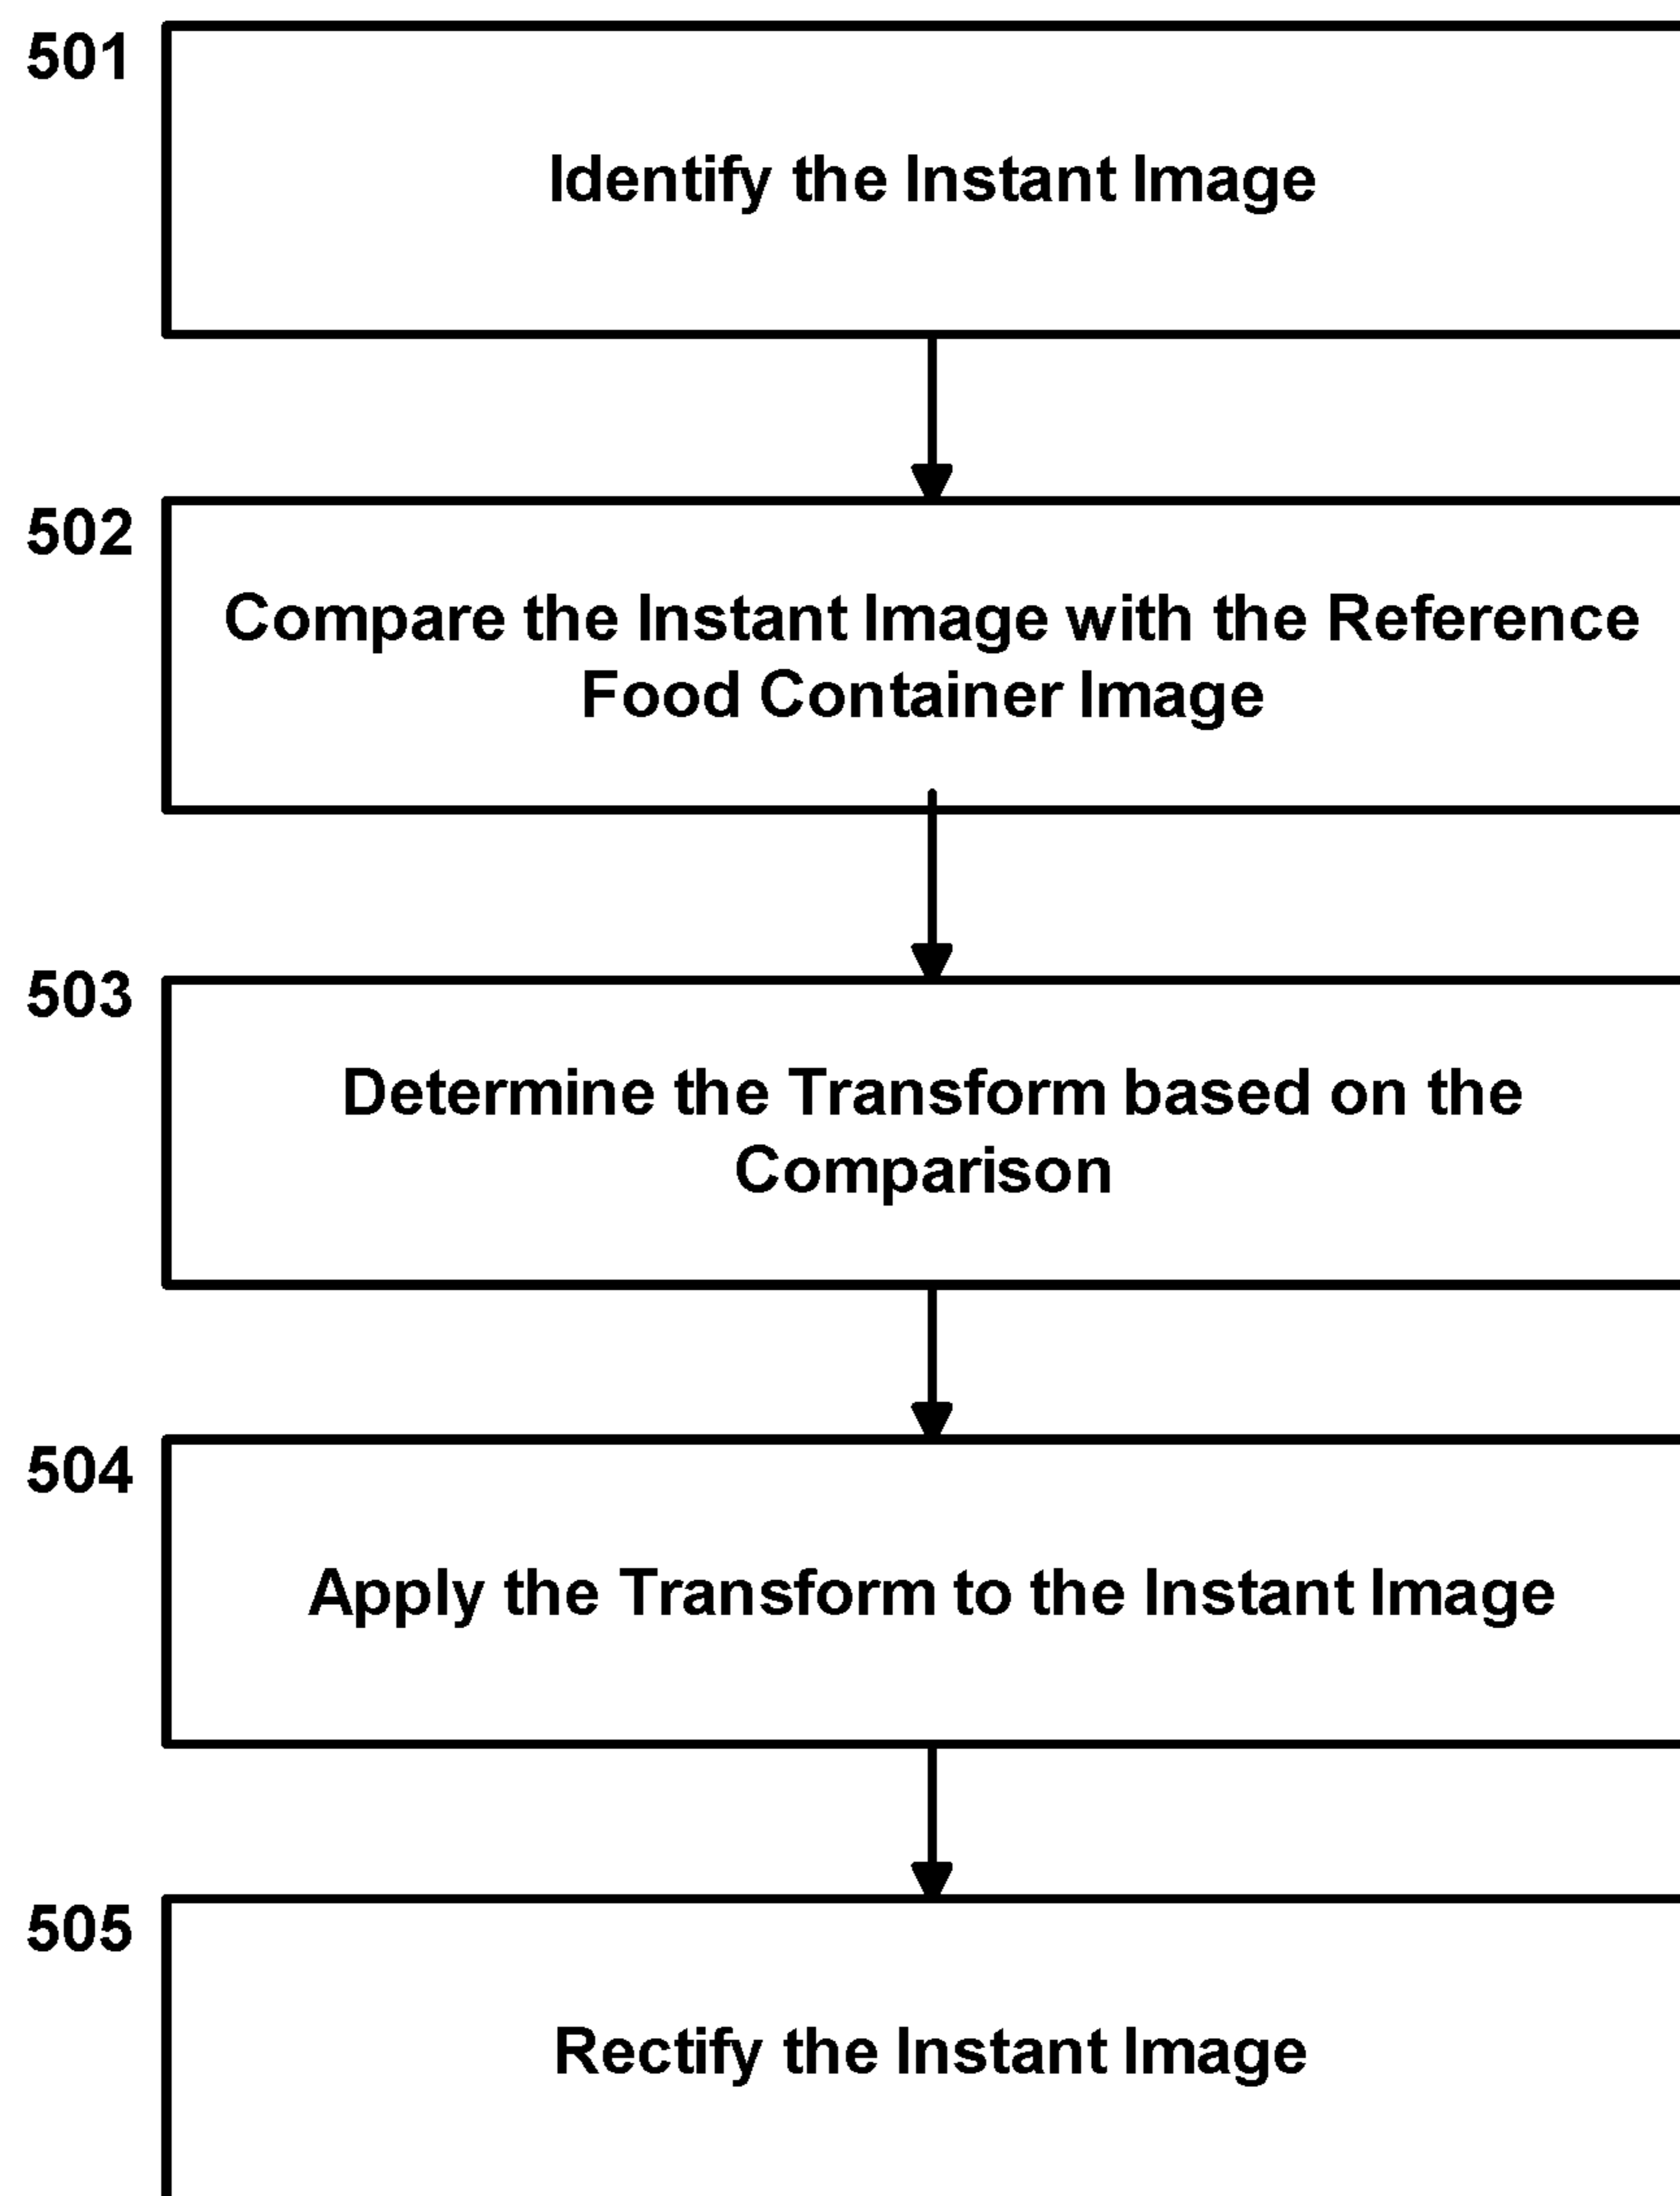 501
Identify the Instant Image
502
Compare the Instant Image with the Reference
Food Container Image
503
Determine the Transform based on the
Comparison
504
Apply the Transform to the Instant Image
505
Rectify the Instant Image